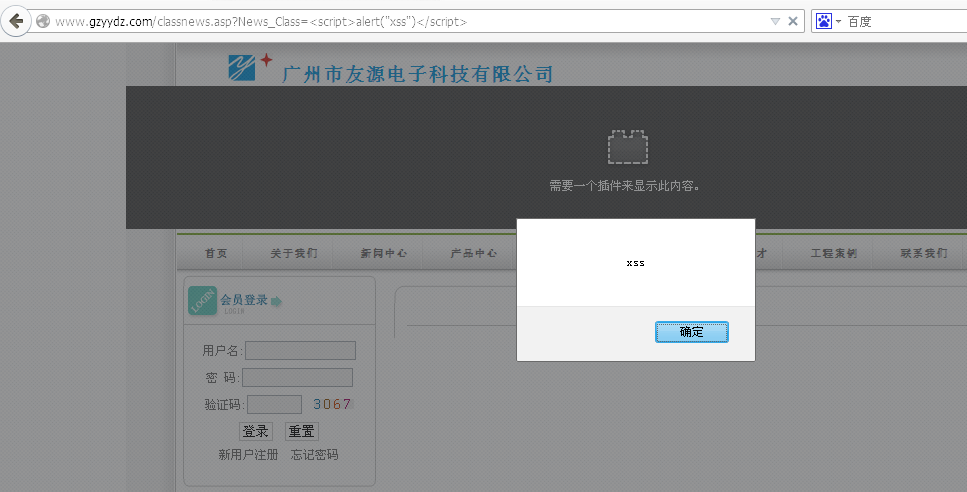 www.gzyydz.com/classnews.asp?News_Class=<script>alert("xss")</script>
百度
广州市友源电子科技有限公司
需要一个插件来显示此内容。
首页 关于我们 新闻中心 产品中心 才 工程案例 联系我们
xss
确定
LOGIN
会员登录
LOGIN
用户名:
密 码:
验证码: 3067
登录 重置
新用户注册 忘记密码